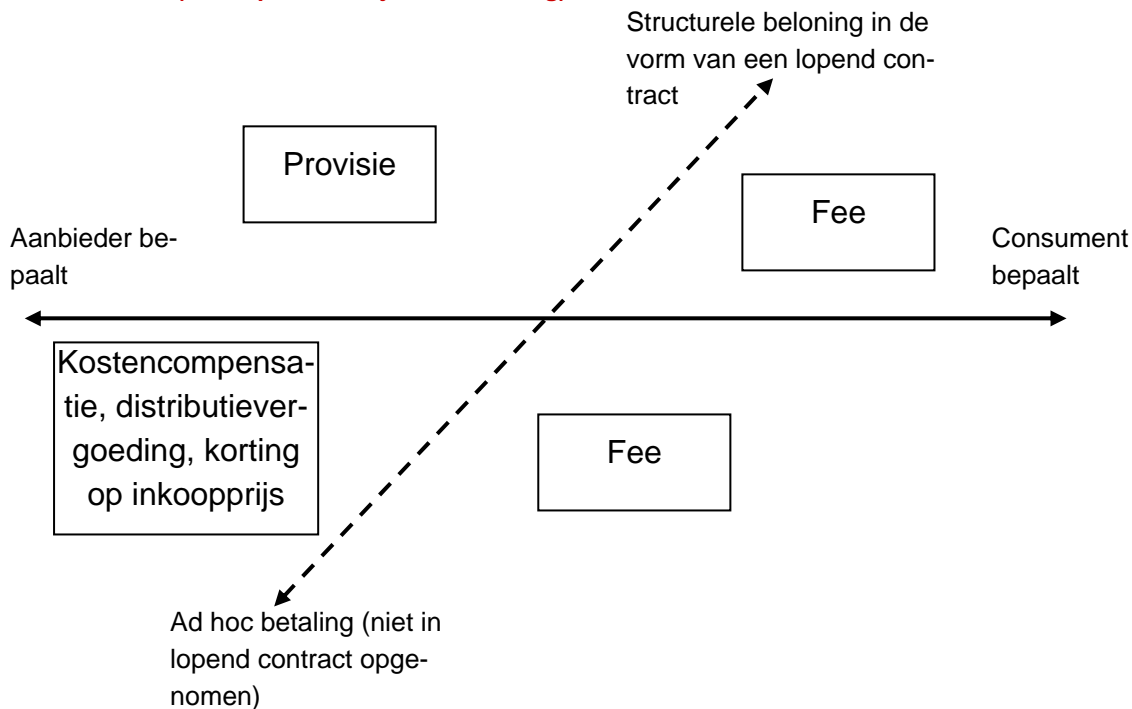 Structurele beloning in de
vorm van een lopend con-
tract
Provisie
Fee
Aanbieder be-
paalt
Consument
bepaalt
Kostencompensa-
tie, distributiever-
goeding, korting
op inkoopprijs
Fee
Ad hoc betaling (niet in
lopend contract opge-
nomen)